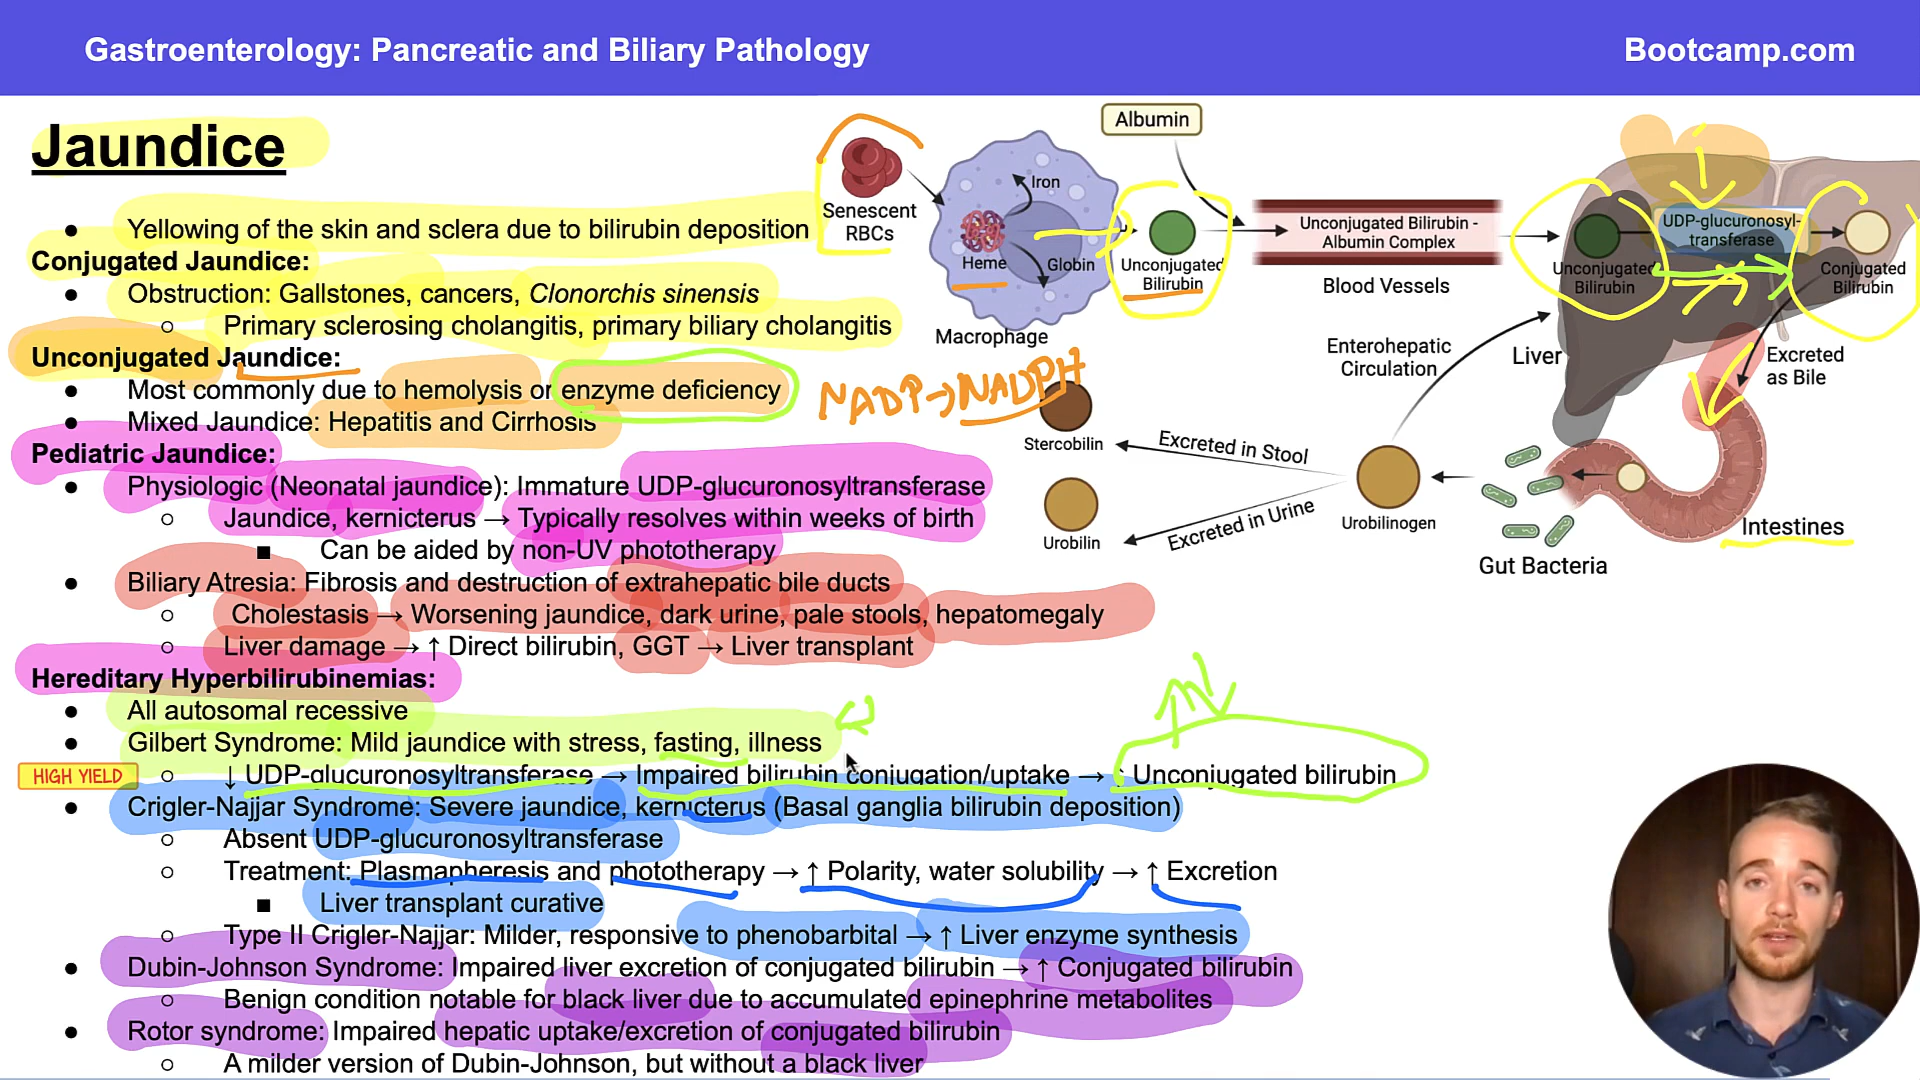 Gastroenterology: Pancreatic and Biliary Pathology
Bootcamp.com
Jaundice
● Yellowing of the skin and sclera due to bilirubin deposition
Conjugated Jaundice:
● Obstruction: Gallstones, cancers, Clonorchis sinensis
○ Primary sclerosing cholangitis, primary biliary cholangitis
Unconjugated Jaundice:
● Most commonly due to hemolysis or enzyme deficiency
● Mixed Jaundice: Hepatitis and Cirrhosis
Pediatric Jaundice:
● Physiologic (Neonatal jaundice): Immature UDP-glucuronosyltransferase
○ Jaundice, kernicterus → Typically resolves within weeks of birth
■ Can be aided by non-UV phototherapy
● Biliary Atresia: Fibrosis and destruction of extrahepatic bile ducts
○ Cholestasis → Worsening jaundice, dark urine, pale stools, hepatomegaly
○ Liver damage → ↑ Direct bilirubin, GGT → Liver transplant
Hereditary Hyperbilirubinemias:
● All autosomal recessive
● Gilbert Syndrome: Mild jaundice with stress, fasting, illness
HIGH YIELD
○ ↓ UDP-glucuronosyltransferase → Impaired bilirubin conjugation/uptake → Unconjugated bilirubin
● Crigler-Najjar Syndrome: Severe jaundice, kernicterus (Basal ganglia bilirubin deposition)
○ Absent UDP-glucuronosyltransferase
○ Treatment: Plasmapheresis and phototherapy → ↑ Polarity, water solubility → ↑ Excretion
■ Liver transplant curative
○ Type II Crigler-Najjar: Milder, responsive to phenobarbital → ↑ Liver enzyme synthesis
● Dubin-Johnson Syndrome: Impaired liver excretion of conjugated bilirubin → ↑ Conjugated bilirubin
○ Benign condition notable for black liver due to accumulated epinephrine metabolites
● Rotor syndrome: Impaired hepatic uptake/excretion of conjugated bilirubin
○ A milder version of Dubin-Johnson, but without a black liver
Albumin
Senescent
RBCs
Iron
Heme
Globin
Macrophage
Unconjugated
Bilirubin
Unconjugated Bilirubin -
Albumin Complex
Blood Vessels
Unconjugated
Bilirubin
UDP-glucuronosyl-
transferase
Conjugated
Bilirubin
Liver
Enterohepatic
Circulation
Excreted
as Bile
NADP→NADPH
Stercobilin
Excreted in Stool
Urobilin
Excreted in Urine
Urobilinogen
Gut Bacteria
Intestines